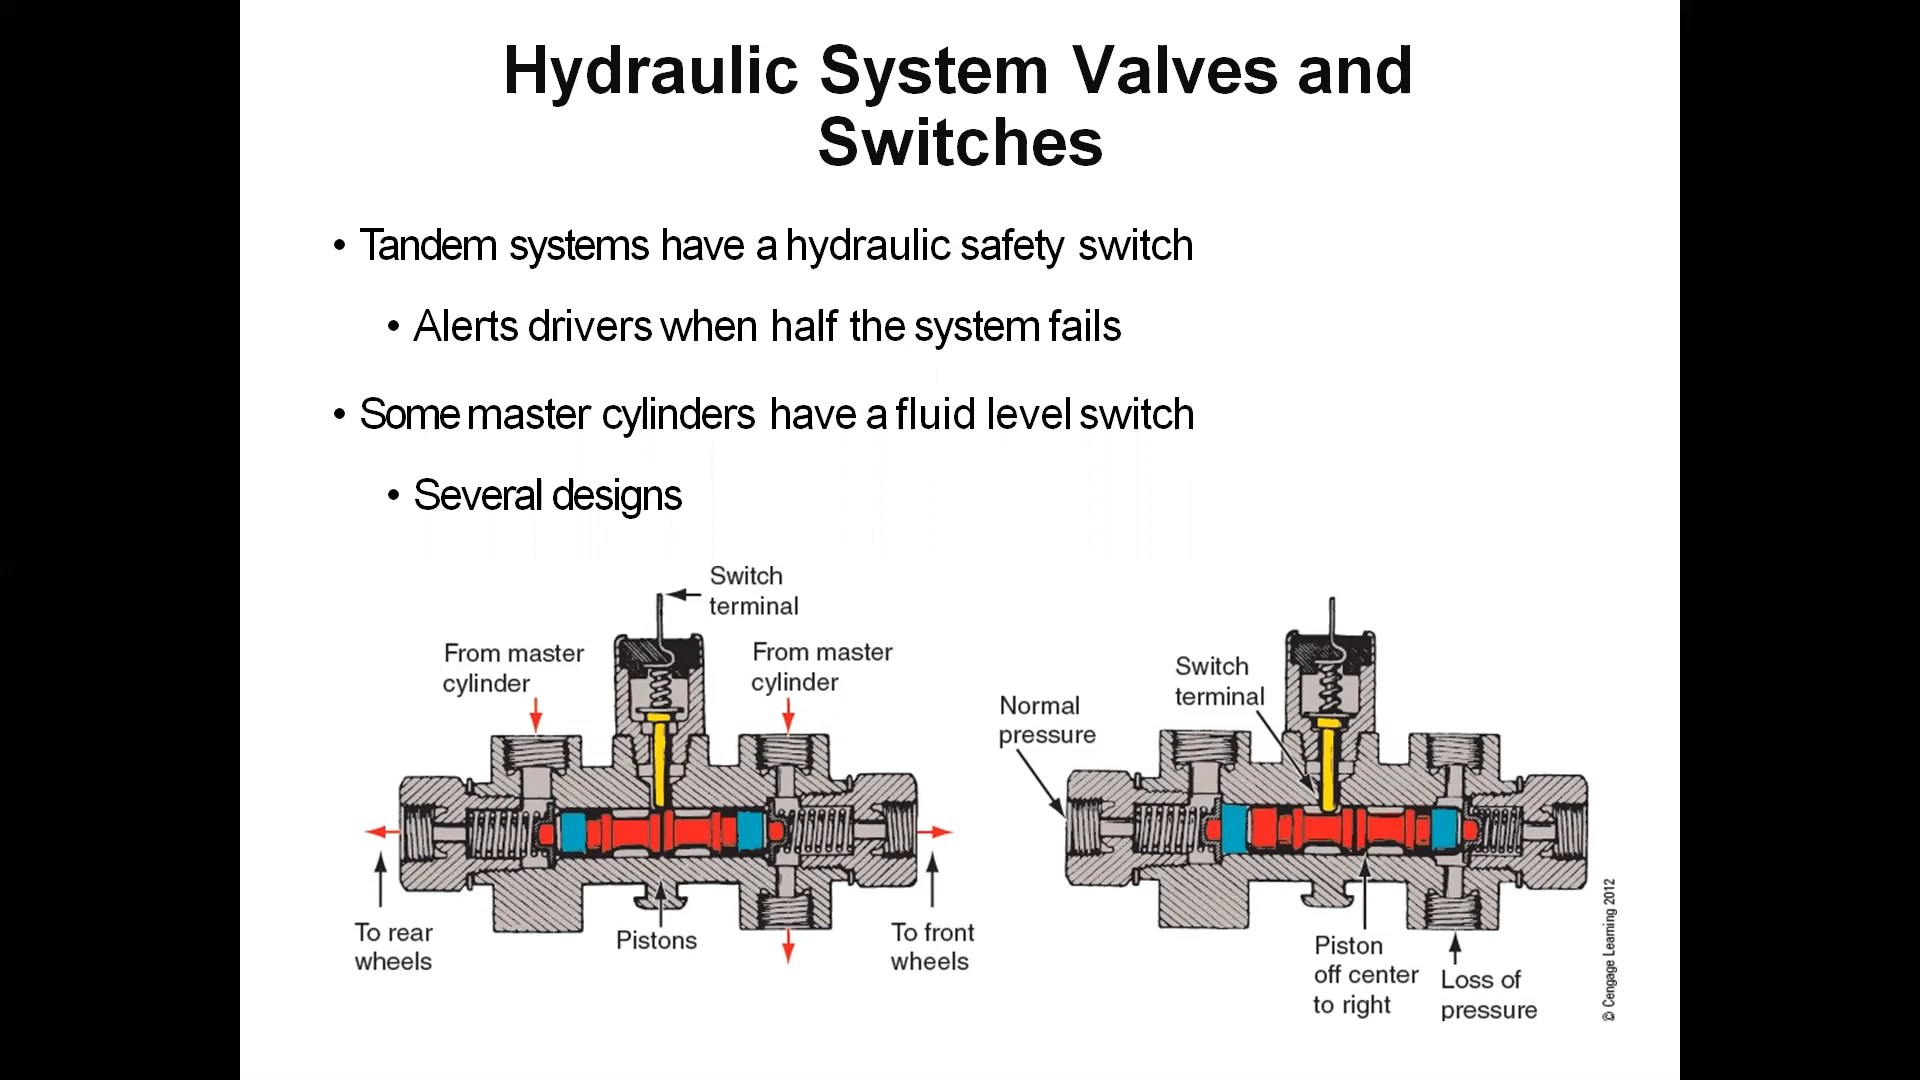 Hydraulic System Valves and
Switches
• Tandem systems have a hydraulic safety switch
• Alerts drivers when half the system fails
• Some master cylinders have a fluid level switch
• Several designs
Switch
terminal
From master
cylinder
From master
cylinder
To rear
wheels
Pistons
To front
wheels
Normal
pressure
Switch
terminal
Piston
off center
to right
Loss of
pressure
© Cengage Learning 2012